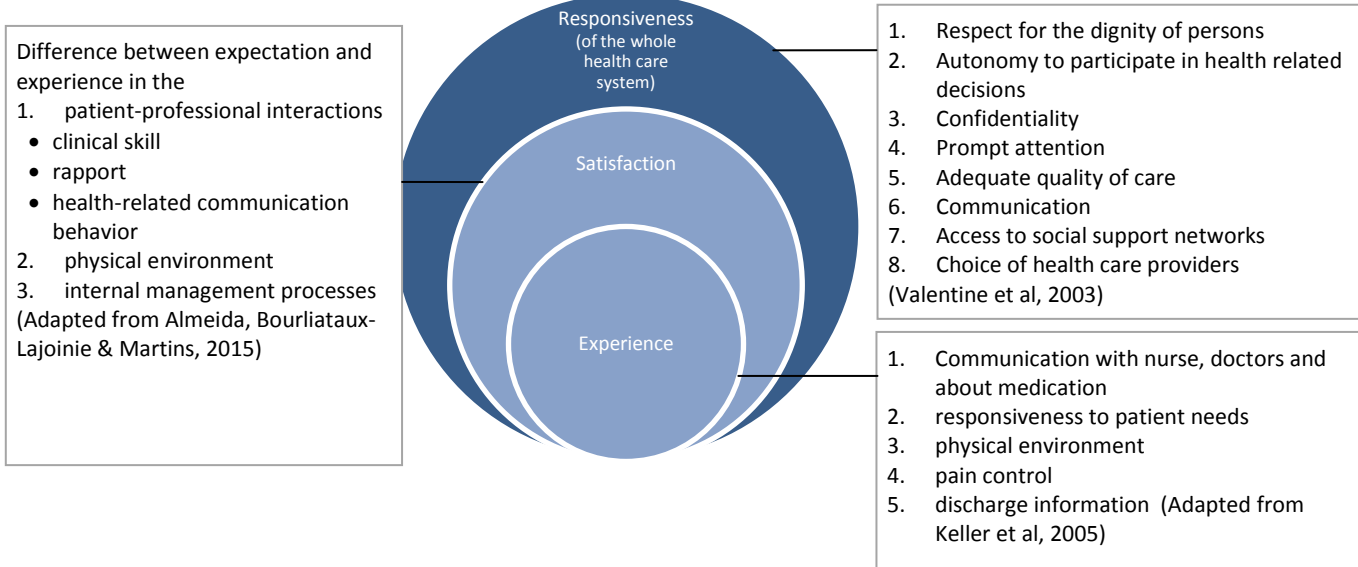 Difference between expectation and
experience in the
1. patient-professional interactions
• clinical skill
• rapport
• health-related communication
behavior
2. physical environment
3. internal management processes
(Adapted from Almeida, Bourliataux-
Lajoinie & Martins, 2015)
Responsiveness
(of the whole
health care
system)
Satisfaction
Experience
1. Respect for the dignity of persons
2. Autonomy to participate in health related
decisions
3. Confidentiality
4. Prompt attention
5. Adequate quality of care
6. Communication
7. Access to social support networks
8. Choice of health care providers
(Valentine et al, 2003)
1. Communication with nurse, doctors and
about medication
2. responsiveness to patient needs
3. physical environment
4. pain control
5. discharge information (Adapted from
Keller et al, 2005)